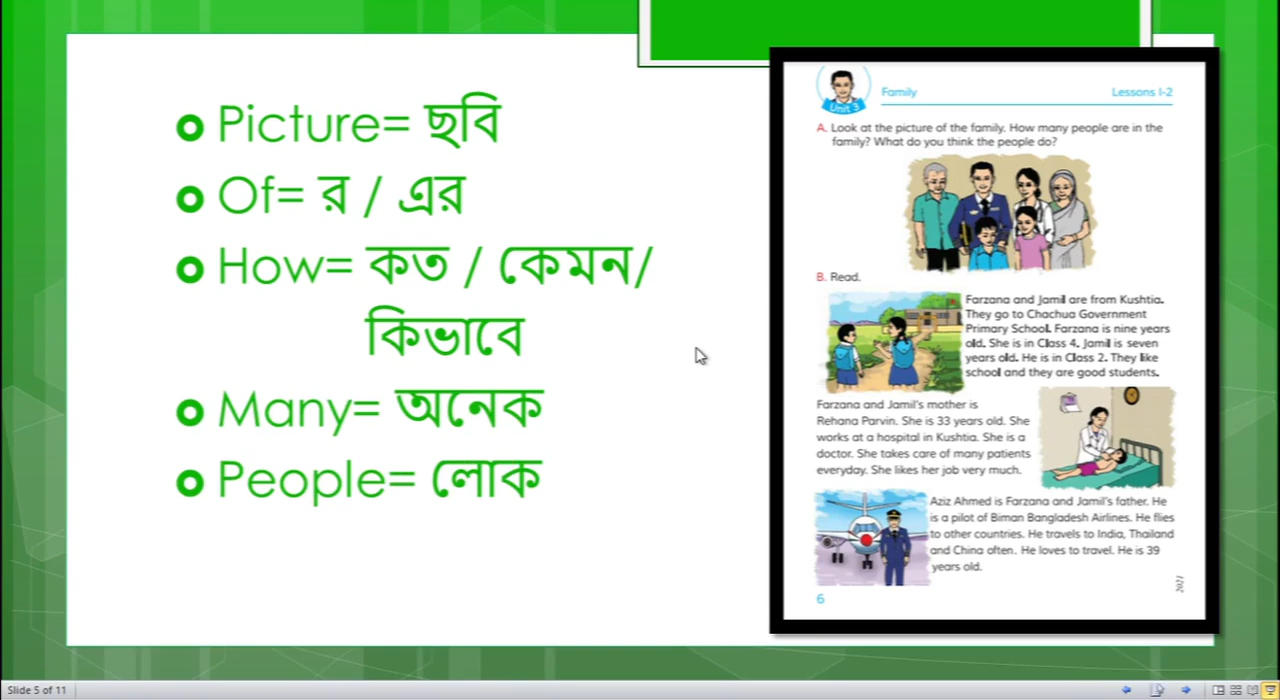 Picture= ছবি
Of= র / এর
How= কত / কেমন/
কিভাবে
Many= অনেক
People= লোক
Unit 3
Family
Lessons 1-2
A. Look at the picture of the family. How many people are in the
family? What do you think the people do?
B. Read.
Farzana and Jamil are from Kushtia.
They go to Chachua Government
Primary School. Farzana is nine years
old. She is in Class 4. Jamil is seven
years old. He is in Class 2. They like
school and they are good students.
Farzana and Jamil's mother is
Rehana Parvin. She is 33 years old. She
works at a hospital in Kushtia. She is a
doctor. She takes care of many patients
everyday. She likes her job very much.
Aziz Ahmed is Farzana and Jamil's father. He
is a pilot of Biman Bangladesh Airlines. He flies
to other countries. He travels to India, Thailand
and China often. He loves to travel. He is 39
years old.
6
2021
Slide 5 of 11